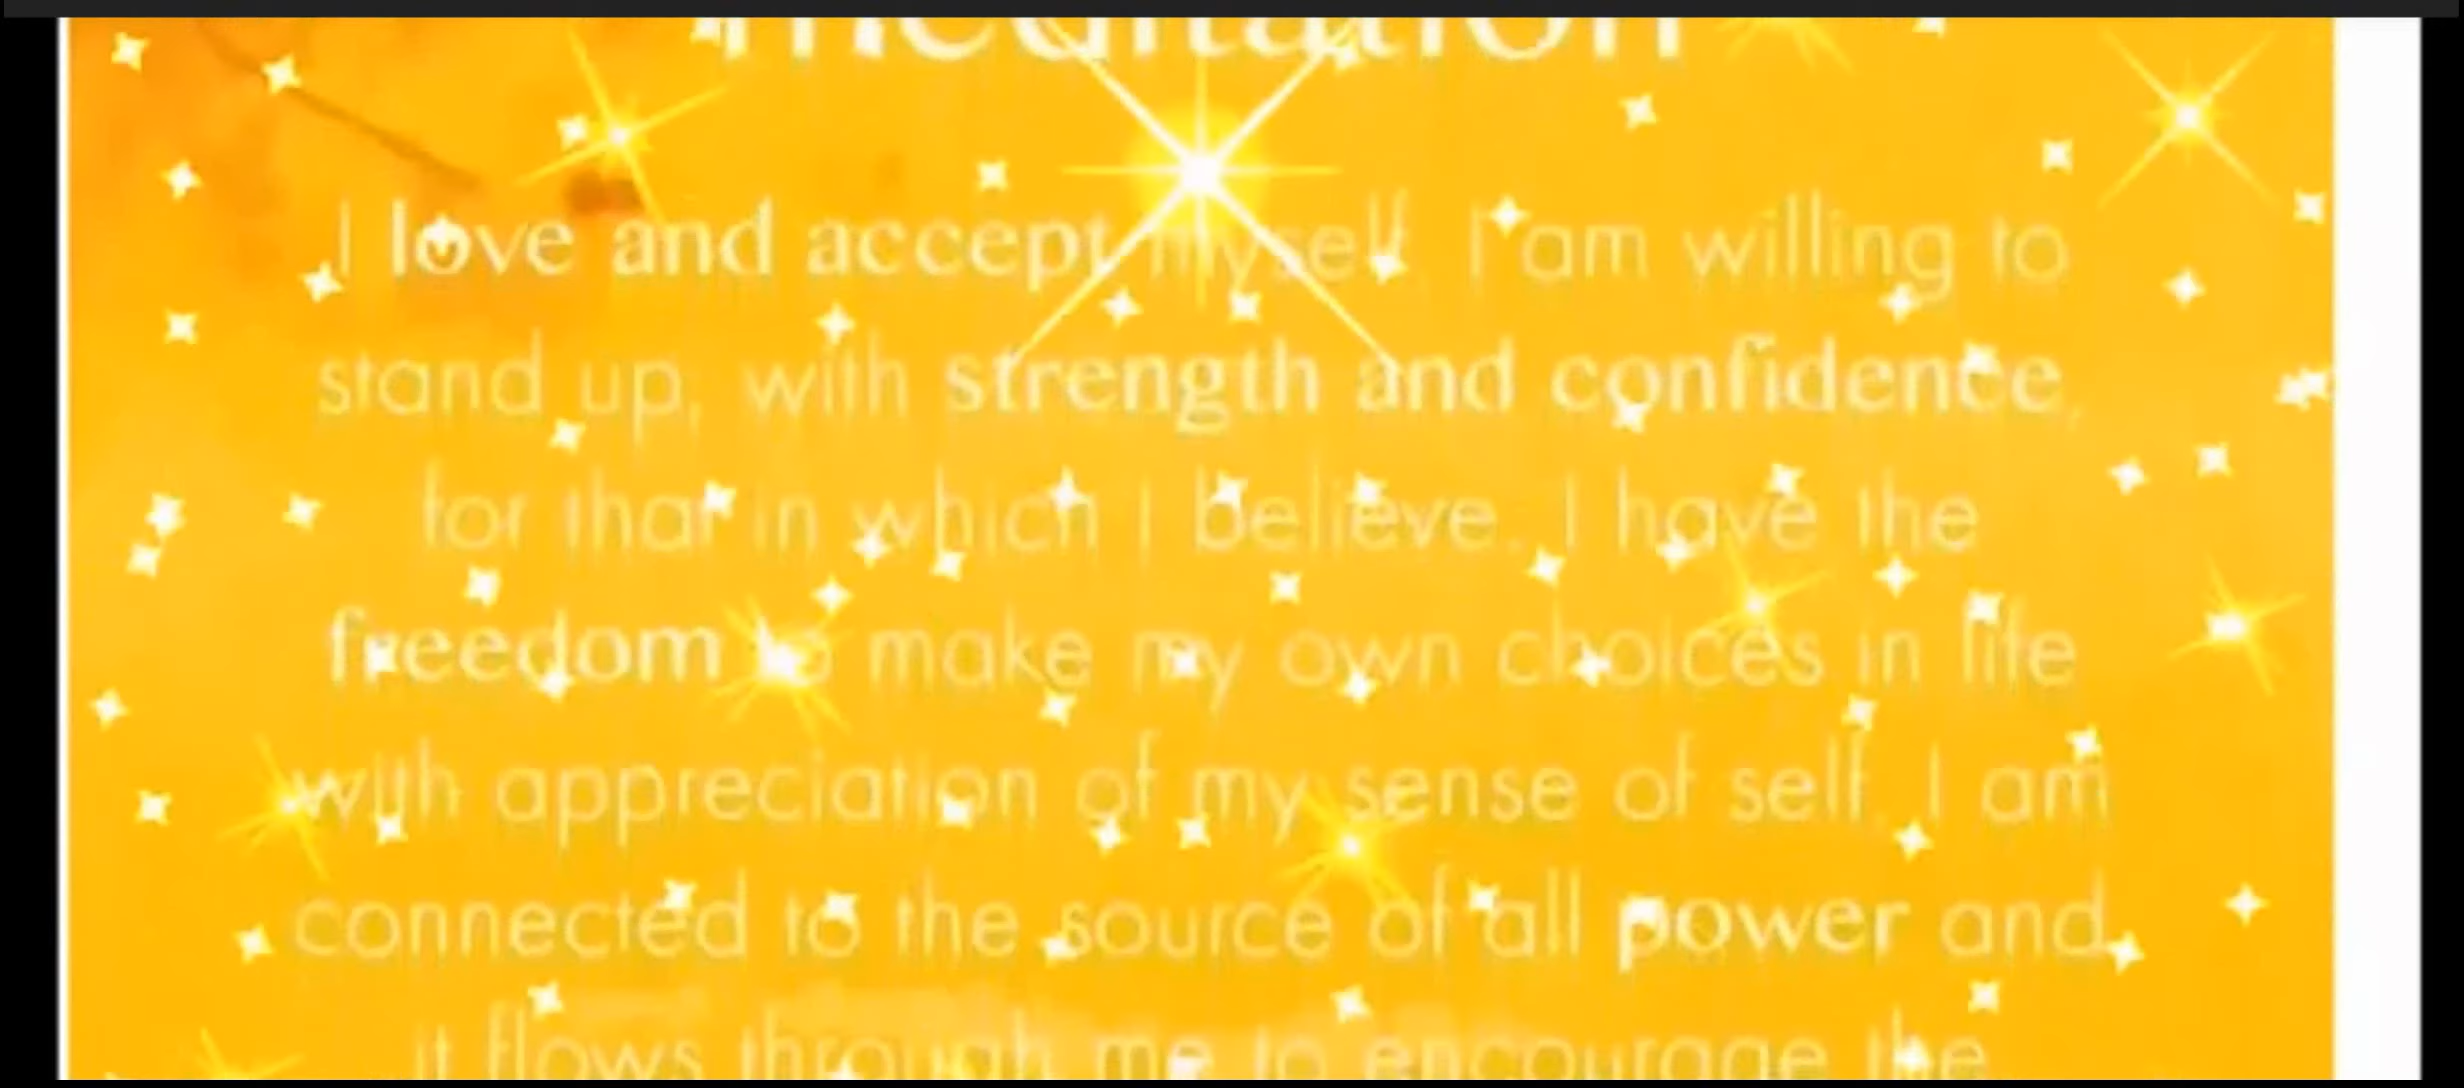 meditation
I love and accept myself. I am willing to
stand up, with strength and confidence,
for that in which I believe. I have the
freedom to make my own choices in life
with appreciation of my sense of self. I am
connected to the source of all power and
it flows through me to encourage the